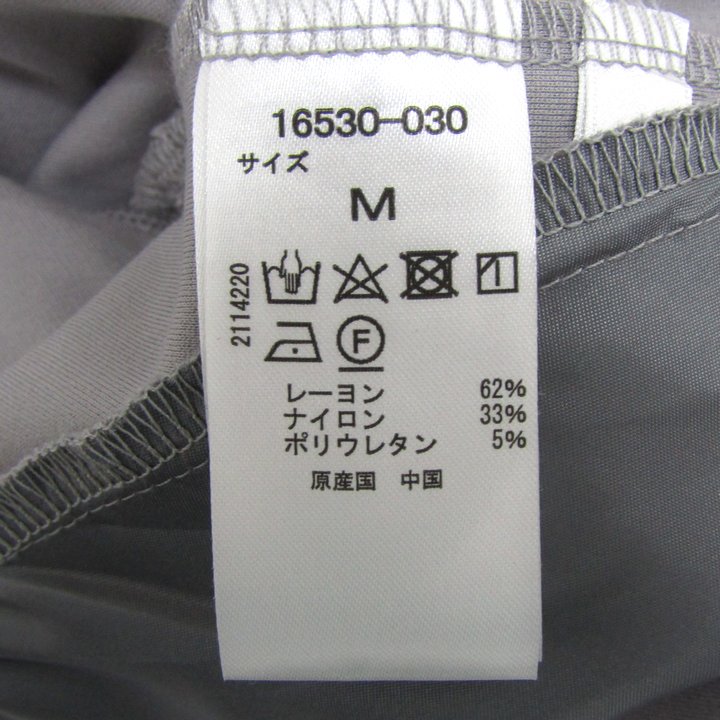 16530-030
サイズ
M
2114220
F
レーヨン 62%
ナイロン 33%
ポリウレタン 5%
原産国 中国